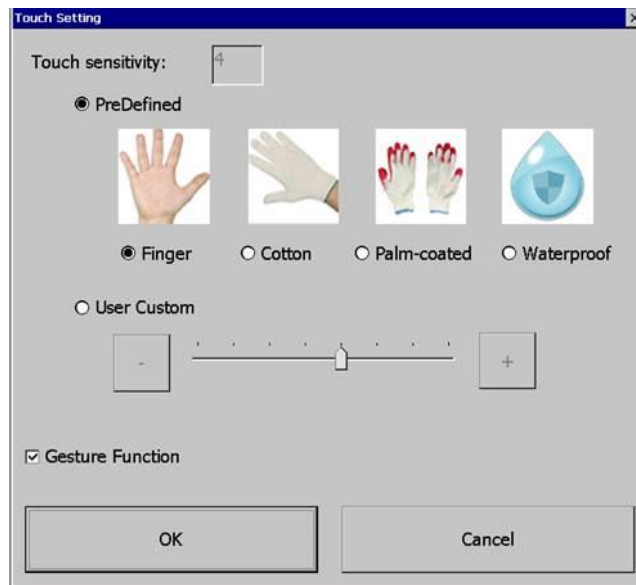 Touch Setting
Touch sensitivity: 4
PreDefined
Finger Cotton Palm-coated Waterproof
User Custom
- +
Gesture Function
OK Cancel